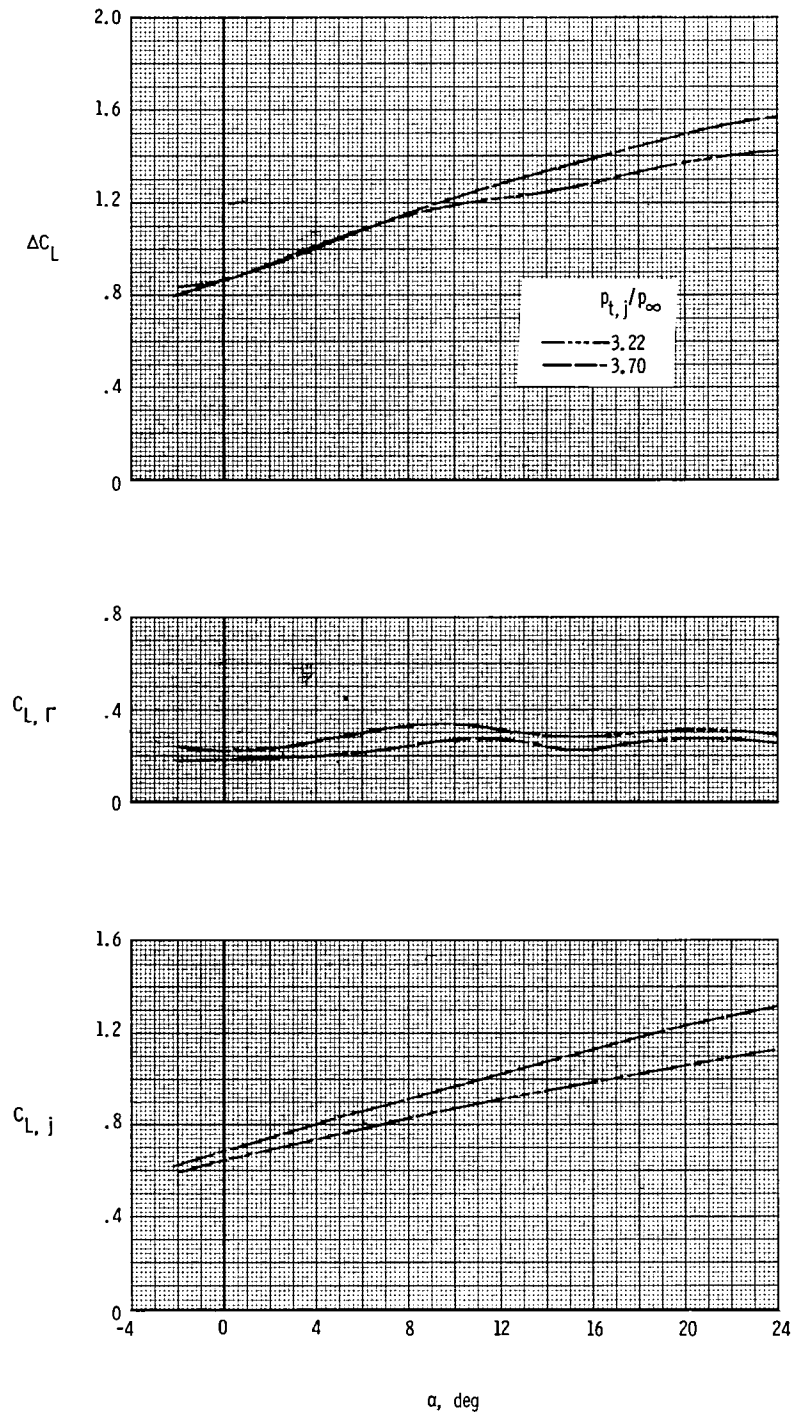 2.0
1.6
1.2
ΔC_L
.8
.4
0
p_t,j/p_∞
3.22
3.70
.8
C_L,Γ
.4
0
1.6
1.2
C_L,j
.8
.4
0
-4 0 4 8 12 16 20 24
α, deg